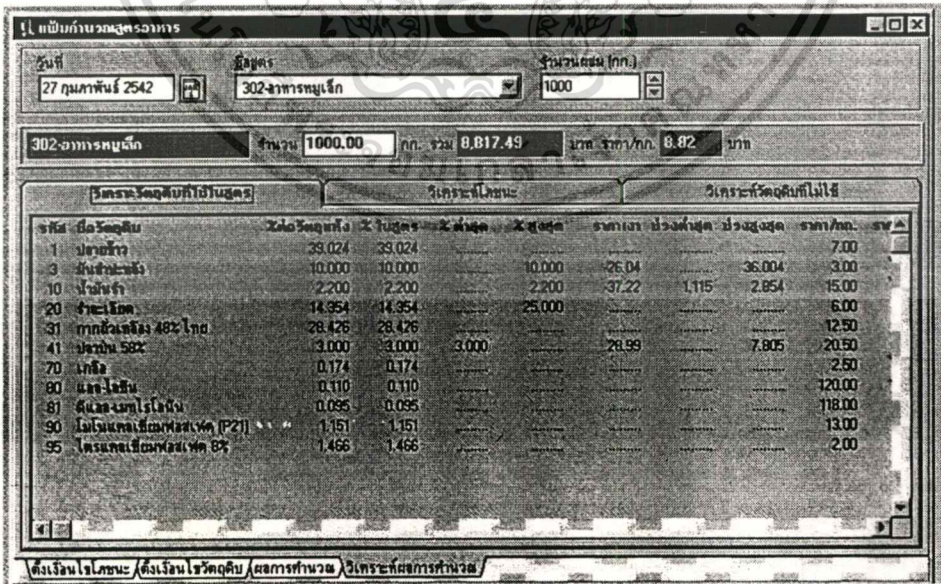 แฟ้มคำนวณสูตรอาหาร
วันที่ ชื่อสูตร จำนวนผสม (กก.)
27 กุมภาพันธ์ 2542 302-อาหารหมูเล็ก 1000
302-อาหารหมูเล็ก จำนวน 1000.00 กก. รวม 8,817.49 บาท ราคา/กก. 8.82 บาท
วิเคราะห์วัตถุดิบที่ใช้ในสูตร วิเคราะห์โภชนะ วิเคราะห์วัตถุดิบที่ไม่ใช้
รหัส ชื่อวัตถุดิบ %ต่อวัตถุแห้ง % ในสูตร % ต่ำสุด % สูงสุด ราคาเงา ช่วงต่ำสุด ช่วงสูงสุด ราคา/กก.
1 ปลายข้าว 39.024 39.024 ........ ........ ........ ........ ........ 7.00
3 มันสำปะหลัง 10.000 10.000 ........ 10.000 -26.04 ........ 36.004 3.00
10 น้ำมันรำ 2.200 2.200 ........ 2.200 -37.22 1.115 2.854 15.00
20 รำละเอียด 14.354 14.354 ........ 25.000 ........ ........ ........ 6.00
31 กากถั่วเหลือง 48% ไทย 28.426 28.426 ........ ........ ........ ........ ........ 12.50
41 ปลาป่น 58% 3.000 3.000 3.000 ........ 28.99 ........ 7.805 20.50
70 เกลือ 0.174 0.174 ........ ........ ........ ........ ........ 2.50
80 แอล-ไลซีน 0.110 0.110 ........ ........ ........ ........ ........ 120.00
81 ดีแอล-เมทไธโอนีน 0.095 0.095 ........ ........ ........ ........ ........ 118.00
90 โมโนแคลเซียมฟอสเฟต (P21) 1.151 1.151 ........ ........ ........ ........ ........ 13.00
95 ไตรแคลเซียมฟอสเฟต 8% 1.466 1.466 ........ ........ ........ ........ ........ 2.00
ตั้งเงื่อนไขโภชนะ ตั้งเงื่อนไขวัตถุดิบ ผลการคำนวณ วิเคราะห์ผลการคำนวณ